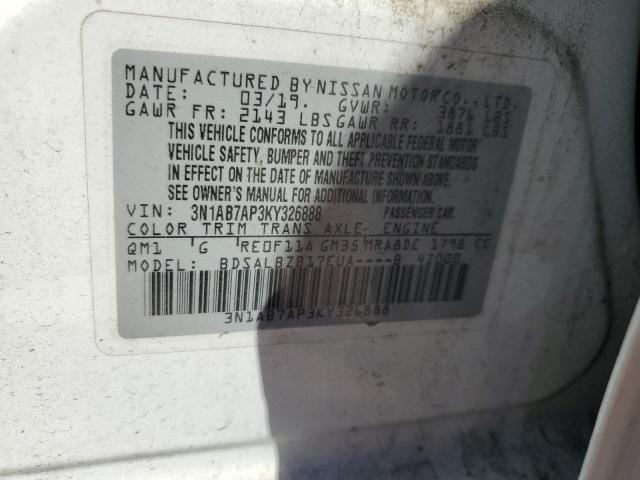 MANUFACTURED BY NISSAN MOTOR CO., LTD.
DATE: 03/19. GVWR: 3876 LBS
GAWR FR: 2143 LBS GAWR RR: 1881 LBS
THIS VEHICLE CONFORMS TO ALL APPLICABLE FEDERAL MOTOR
VEHICLE SAFETY, BUMPER AND THEFT PREVENTION STANDARDS
IN EFFECT ON THE DATE OF MANUFACTURE SHOWN ABOVE.
SEE OWNER'S MANUAL FOR ADDITIONAL INFORMATION.
VIN: 3N1AB7AP3KY326888 PASSENGER CAR
COLOR TRIM TRANS AXLE- ENGINE
QM1 G RE0F11A GM35 MRA8DE 1798 CC
MODEL: BDSALBZB17EUA----B 47000
3N1AB7AP3KY326888